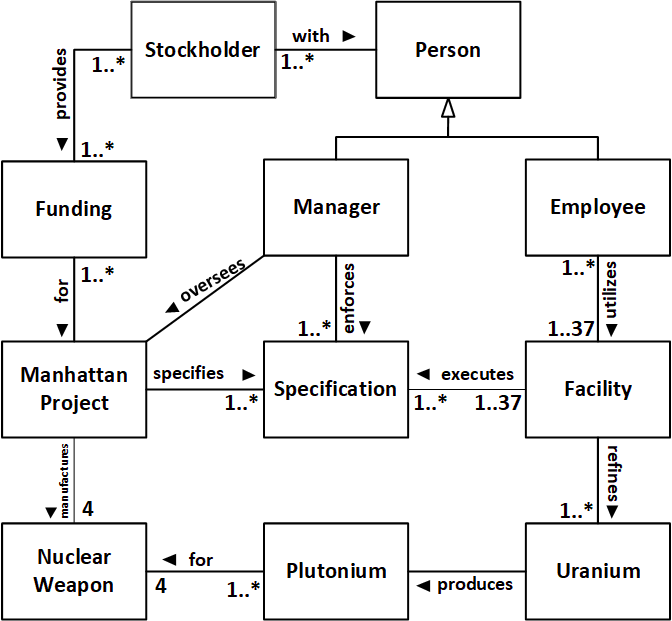 Stockholder
with
1..*
Person
provides
1..*
1..*
Funding
Manager
Employee
1..*
for
oversees
enforces
1..*
1..*
utilizes
1..37
Manhattan
Project
specifies
1..*
Specification
executes
1..*
1..37
Facility
manufactures
4
refines
1..*
Nuclear
Weapon
for
4
1..*
Plutonium
produces
Uranium